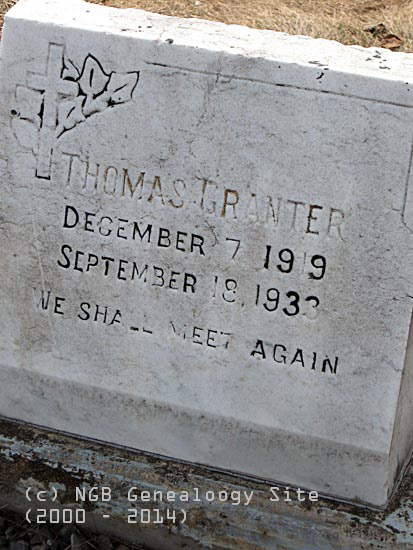 THOMAS GRANTER
DECEMBER 7 1919
SEPTEMBER 18, 1933
WE SHALL MEET AGAIN
(c) NGB Genealoogy Site
(2000 - 2014)